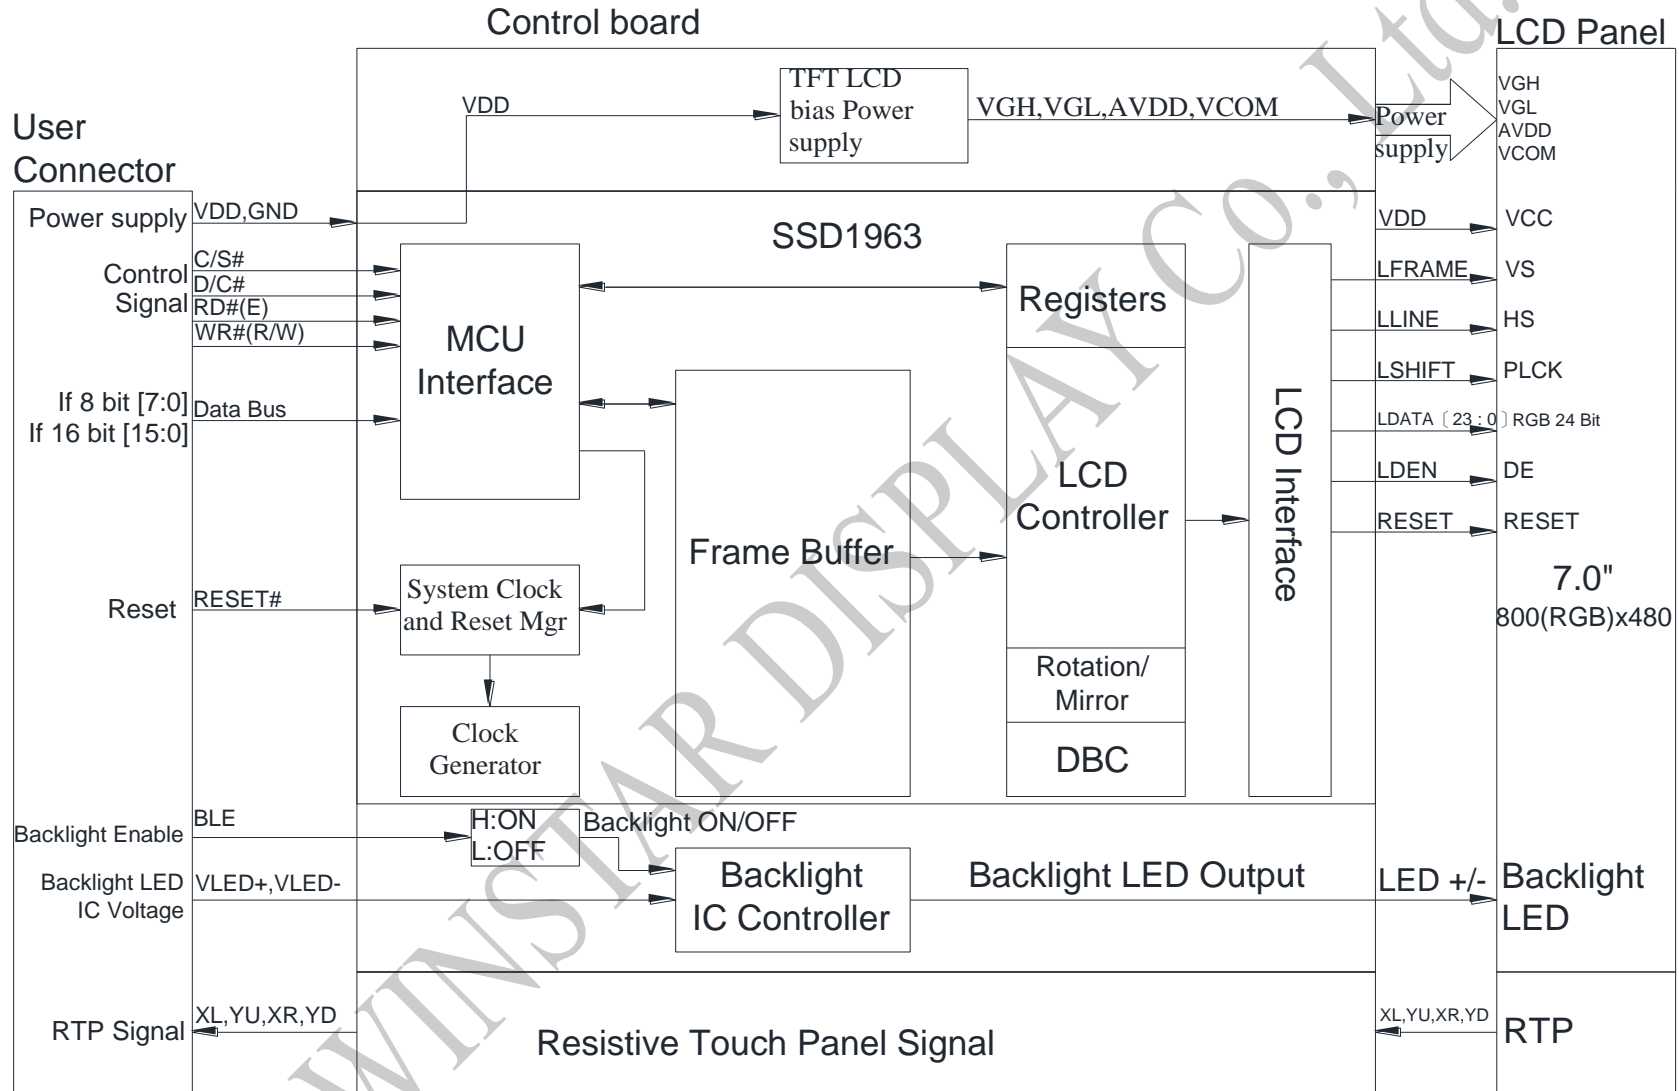 Control board
LCD Panel
User
Connector
VDD
TFT LCD
bias Power
supply
VGH,VGL,AVDD,VCOM
Power
supply
VGH
VGL
AVDD
VCOM
Power supply
VDD,GND
SSD1963
VDD
VCC
Control
Signal
C/S#
D/C#
RD#(E)
WR#(R/W)
MCU
Interface
Registers
LFRAME
VS
LLINE
HS
LSHIFT
PLCK
If 8 bit [7:0]
If 16 bit [15:0]
Data Bus
LDATA〔23 : 0〕RGB 24 Bit
LCD Interface
LCD
Controller
LDEN
DE
RESET
RESET
Frame Buffer
7.0"
800(RGB)x480
Reset
RESET#
System Clock
and Reset Mgr
Rotation/
Mirror
Clock
Generator
DBC
Backlight Enable
BLE
H:ON
L:OFF
Backlight ON/OFF
Backlight LED
IC Voltage
VLED+,VLED-
Backlight
IC Controller
Backlight LED Output
LED +/-
Backlight
LED
RTP Signal
XL,YU,XR,YD
Resistive Touch Panel Signal
XL,YU,XR,YD
RTP
WINSTAR DISPLAY Co., Ltd.